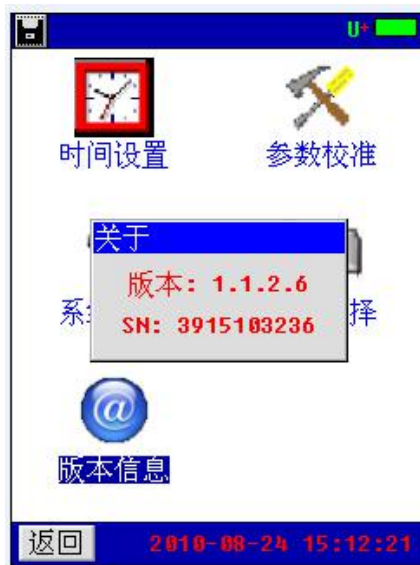 U+
时间设置
参数校准
关于
版本: 1.1.2.6
SN: 3915103236
系
择
@
版本信息
返回
2010-08-24 15:12:21